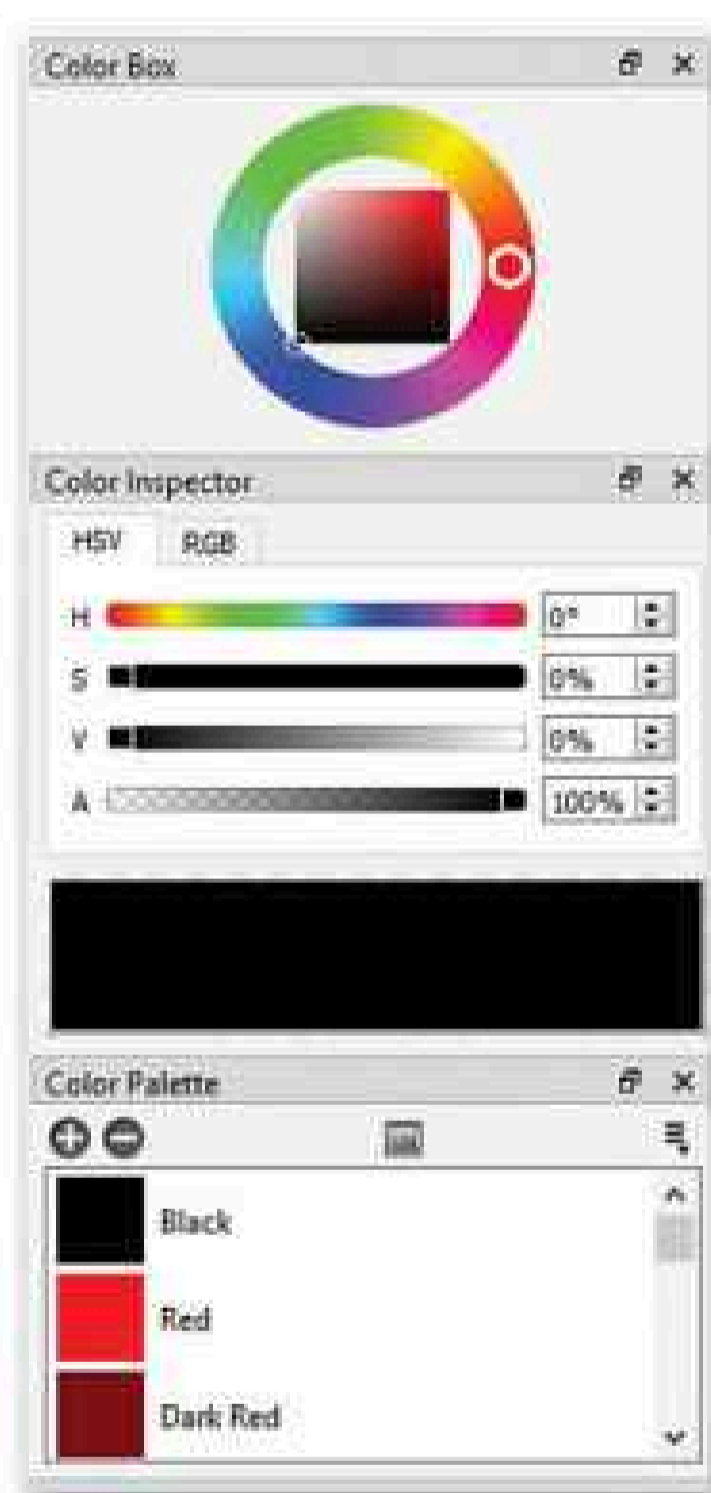 Color Box
Color Inspector
HSV RGB
H 0°
S 0%
V 0%
A 100%
Color Palette
Black
Red
Dark Red